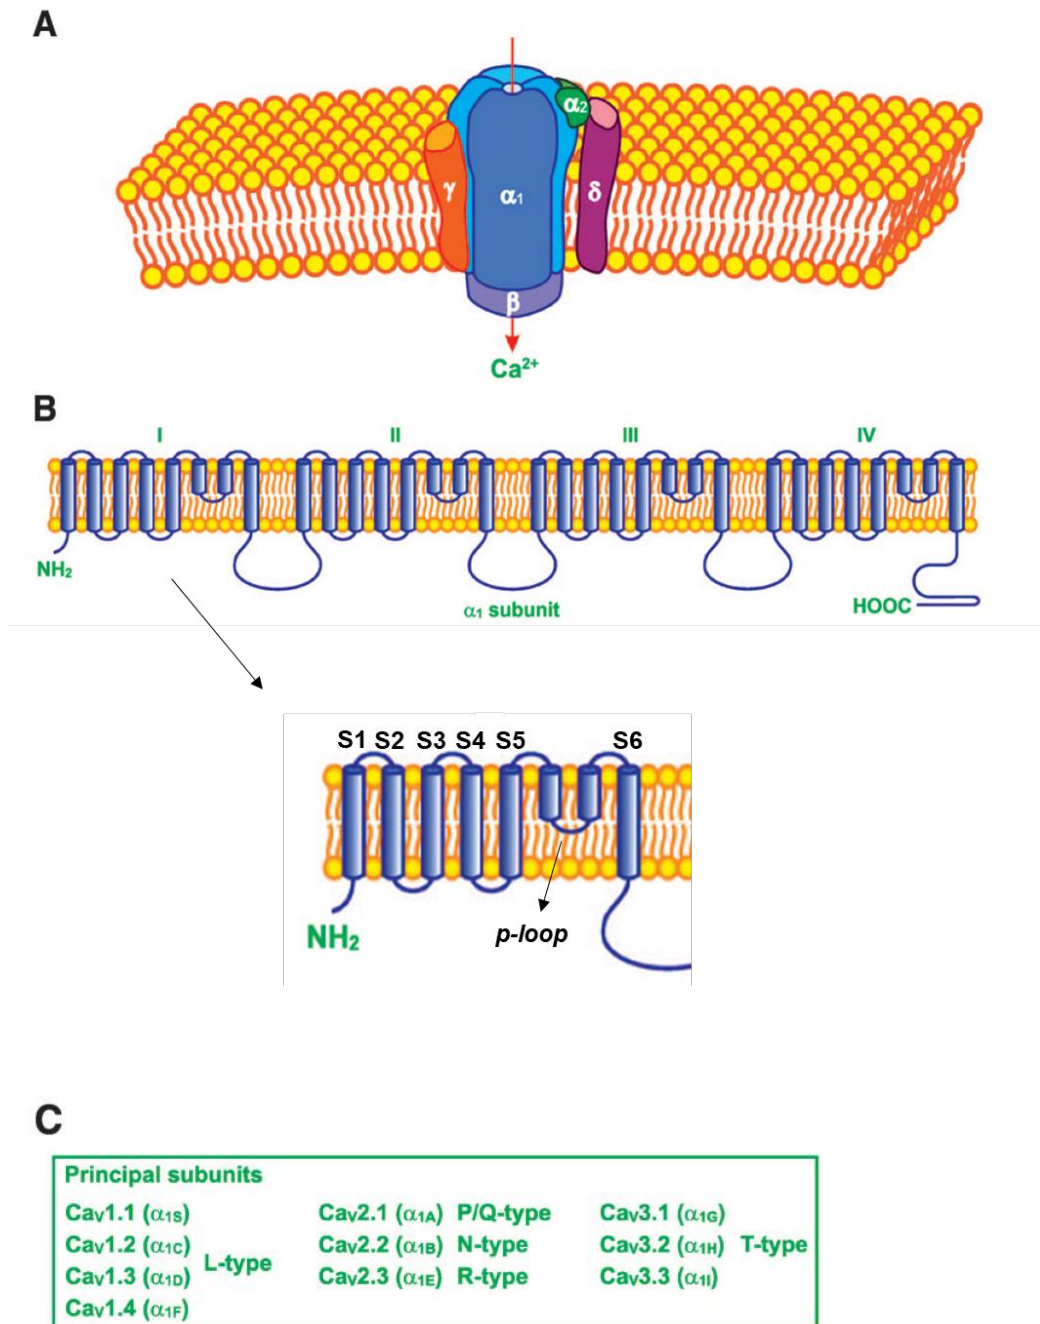 A
α2
γ
α1
δ
β
Ca2+
B
I II III IV
NH2
α1 subunit
HOOC
S1 S2 S3 S4 S5 S6
NH2
p-loop
C
Principal subunits
CaV1.1 (α1S) CaV2.1 (α1A) P/Q-type CaV3.1 (α1G)
CaV1.2 (α1C) CaV2.2 (α1B) N-type CaV3.2 (α1H) T-type
L-type
CaV1.3 (α1D) CaV2.3 (α1E) R-type CaV3.3 (α1I)
CaV1.4 (α1F)